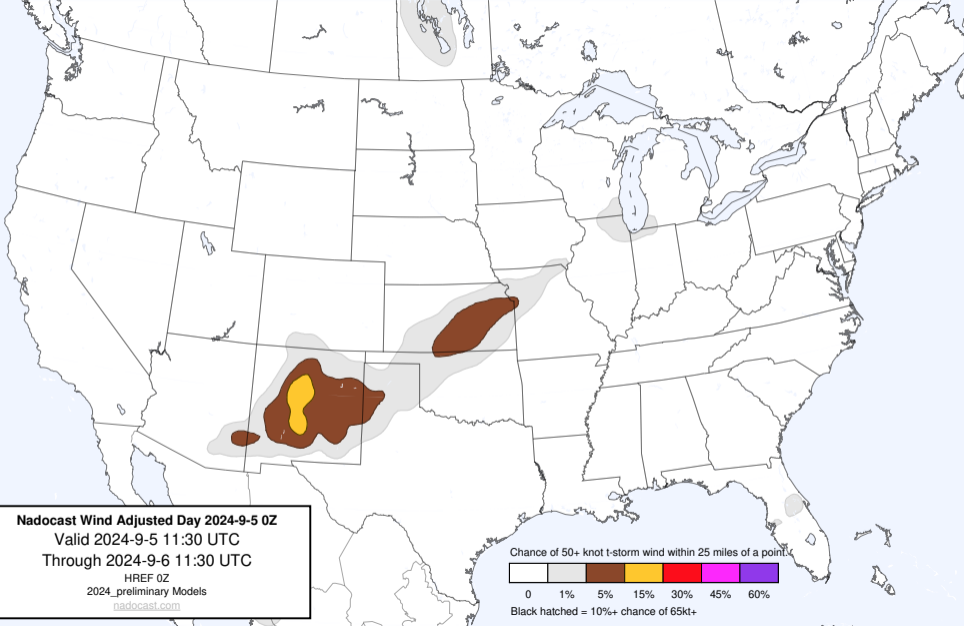 Nadocast Wind Adjusted Day 2024-9-5 0Z
Valid 2024-9-5 11:30 UTC
Through 2024-9-6 11:30 UTC
HREF 0Z
2024_preliminary Models
nadocast.com
Chance of 50+ knot t-storm wind within 25 miles of a point.
0 1% 5% 15% 30% 45% 60%
Black hatched = 10%+ chance of 65kt+